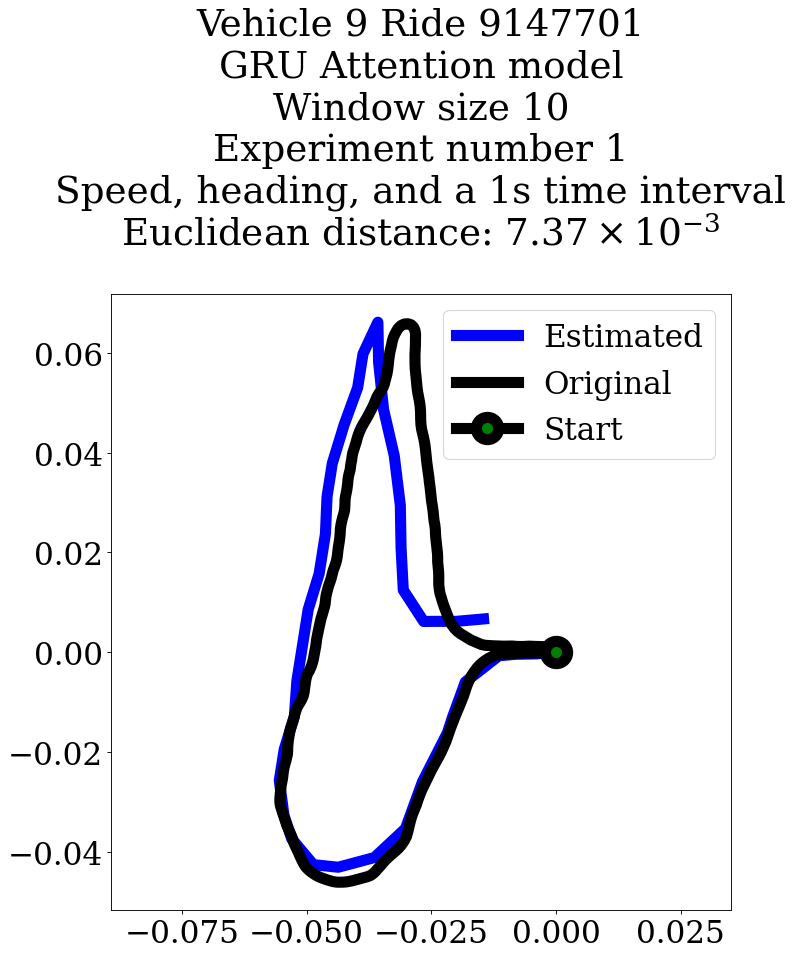 Vehicle 9 Ride 9147701
GRU Attention model
Window size 10
Experiment number 1
Speed, heading, and a 1s time interval
Euclidean distance: 7.37 × 10⁻³
Estimated
Original
Start
0.06
0.04
0.02
0.00
−0.02
−0.04
−0.075 −0.050 −0.025 0.000 0.025